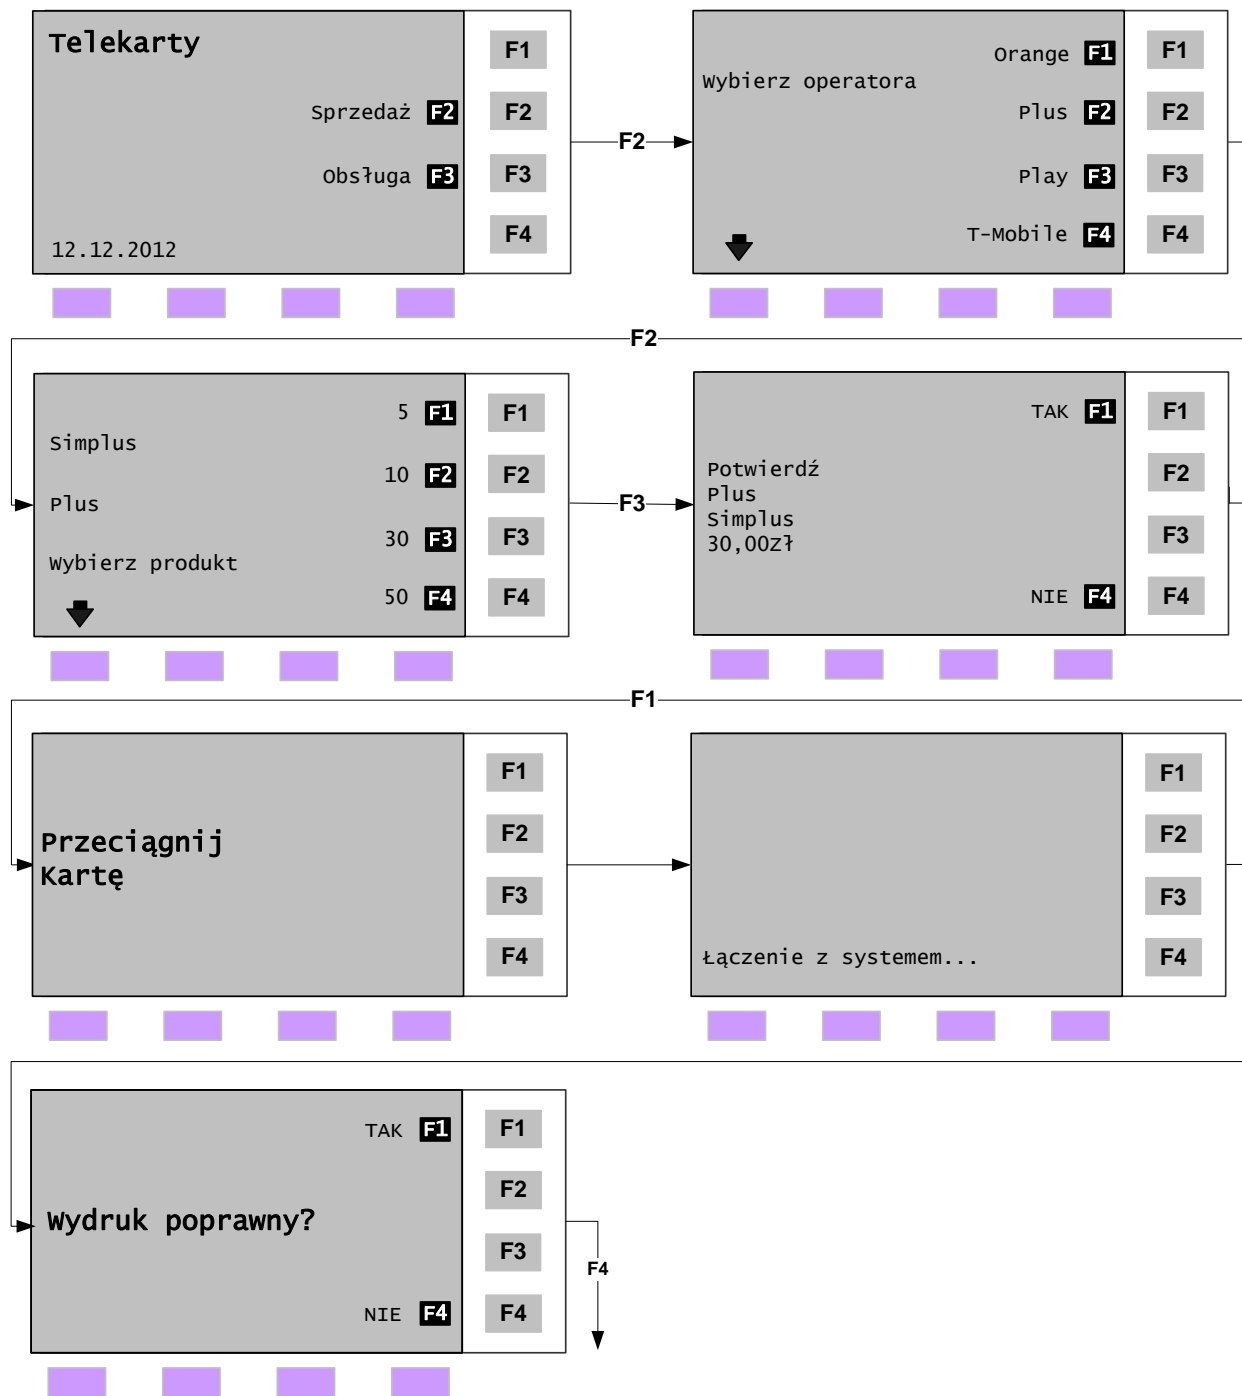 Telekarty
F1
Sprzedaż F2 F2
Obsługa F3 F3
F4
12.12.2012
F2
Orange F1 F1
Wybierz operatora
Plus F2 F2
Play F3 F3
T-Mobile F4 F4
F2
5 F1 F1
Simplus
10 F2 F2
Plus
30 F3 F3
Wybierz produkt
50 F4 F4
F3
TAK F1 F1
Potwierdź
F2
Plus
Simplus
30,00zł
F3
NIE F4 F4
F1
F1
Przeciągnij
F2
Kartę
F3
F4
F1
F2
F3
Łączenie z systemem...
F4
TAK F1 F1
F2
Wydruk poprawny?
F3
NIE F4 F4
F4